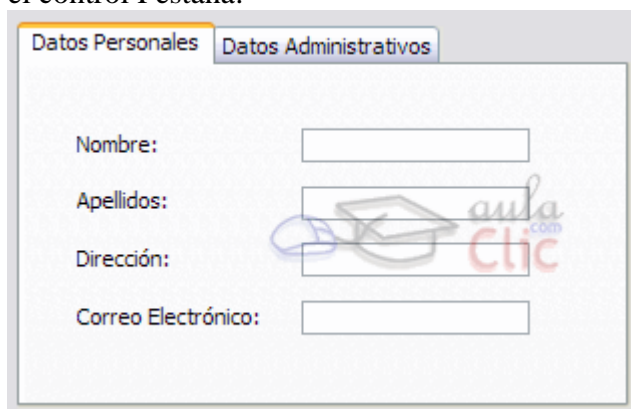 el control Pestaña.
Datos Personales Datos Administrativos
Nombre:
Apellidos:
Dirección:
Correo Electrónico:
aula
.com
Clic